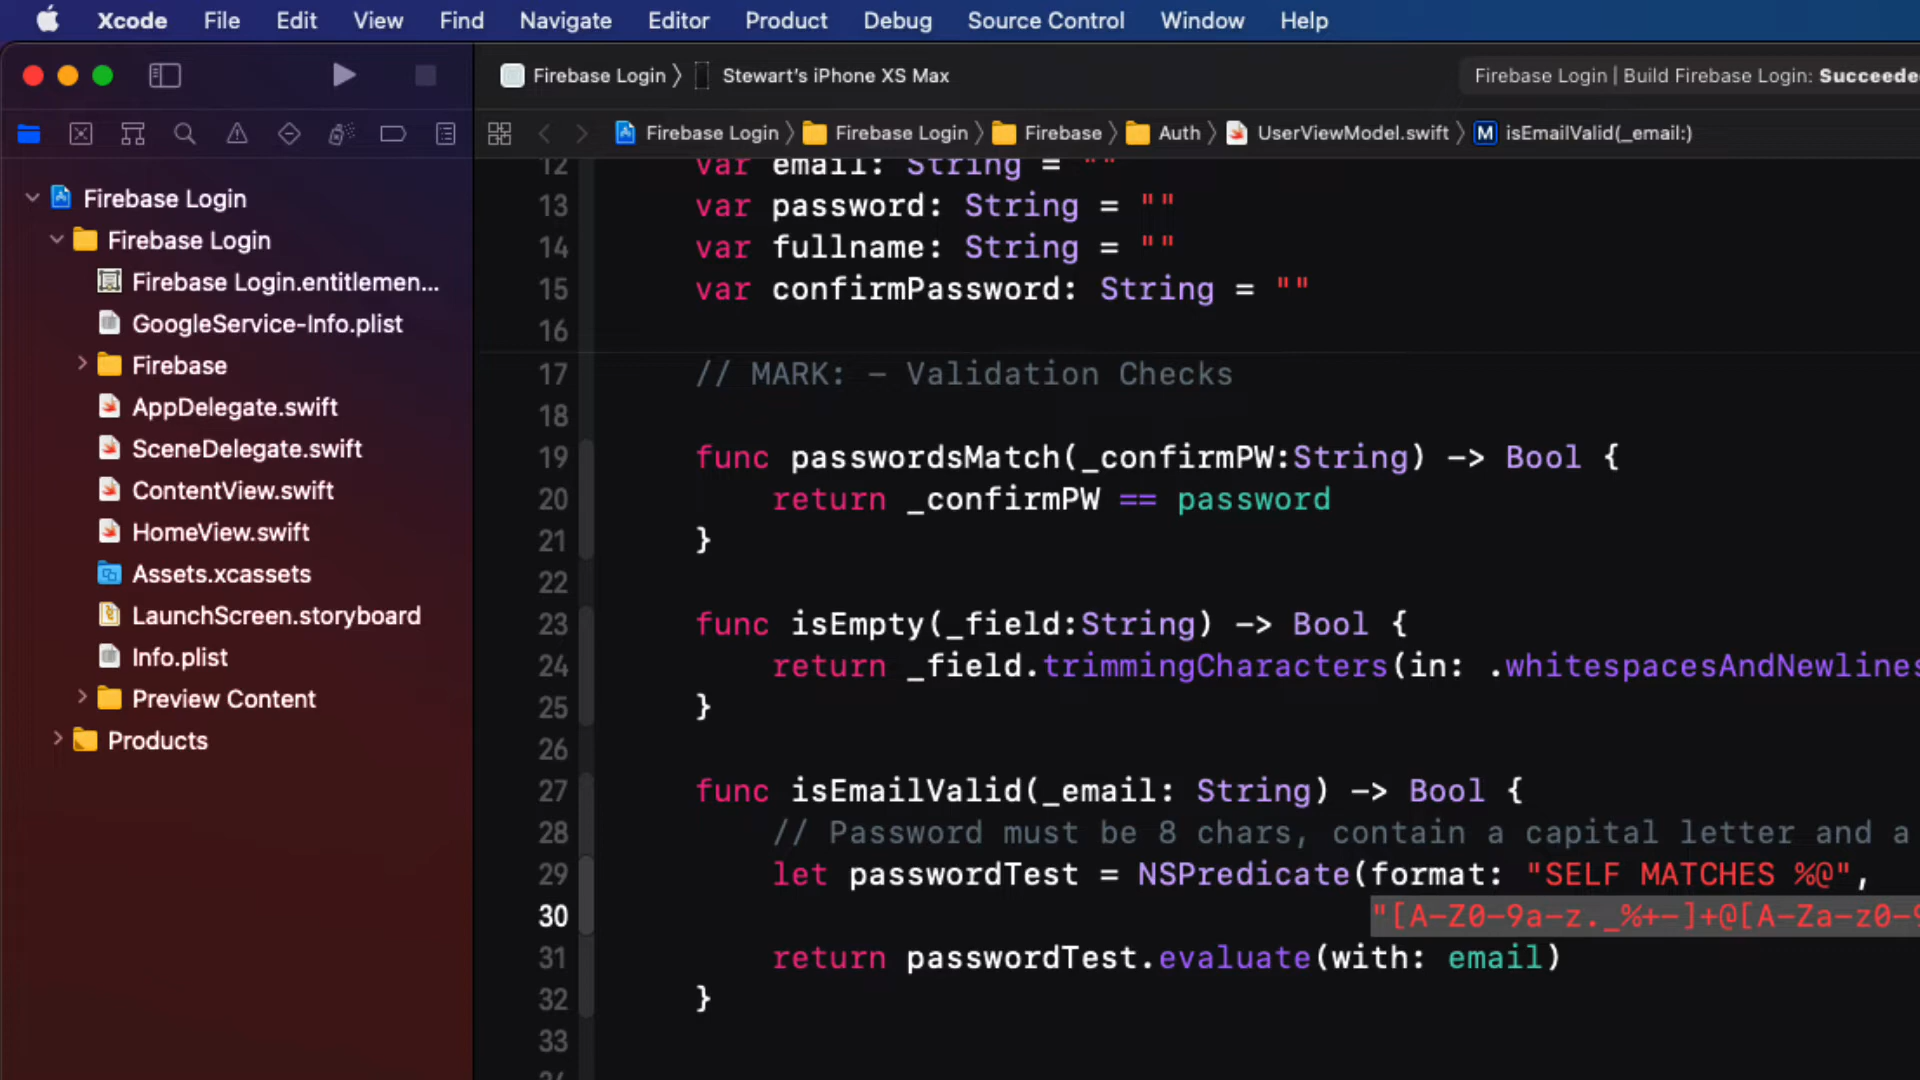 Xcode File Edit View Find Navigate Editor Product Debug Source Control Window Help
Firebase Login 〉 Stewart's iPhone XS Max
Firebase Login | Build Firebase Login:
Firebase Login 〉 Firebase Login 〉 Firebase 〉 Auth 〉 UserViewModel.swift 〉 M isEmailValid(_email:)
Firebase Login
Firebase Login
Firebase Login.entitlemen...
GoogleService-Info.plist
Firebase
AppDelegate.swift
SceneDelegate.swift
ContentView.swift
HomeView.swift
Assets.xcassets
LaunchScreen.storyboard
Info.plist
Preview Content
Products
12 var email: String = ""
13 var password: String = ""
14 var fullname: String = ""
15 var confirmPassword: String = ""
16
17 // MARK: – Validation Checks
18
19 func passwordsMatch(_confirmPW:String) -> Bool {
20 return _confirmPW == password
21 }
22
23 func isEmpty(_field:String) -> Bool {
24 return _field.trimmingCharacters(in: .whitespacesAndNewlines
25 }
26
27 func isEmailValid(_email: String) -> Bool {
28 // Password must be 8 chars, contain a capital letter and a
29 let passwordTest = NSPredicate(format: "SELF MATCHES %@",
30 "[A-Z0-9a-z._%+-]+@[A-Za-z0-9
31 return passwordTest.evaluate(with: email)
32 }
33